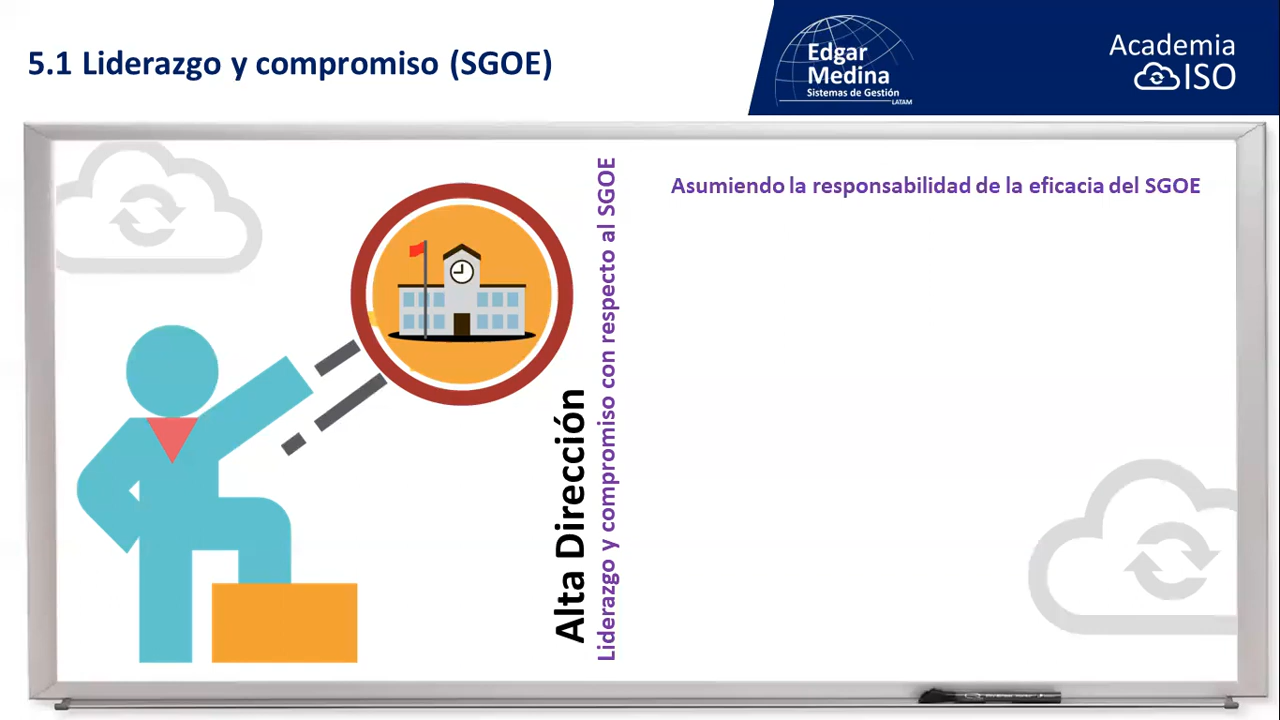 5.1 Liderazgo y compromiso (SGOE)
Edgar
Medina
Sistemas de Gestión
LATAM
Academia
ISO
Alta Dirección
Liderazgo y compromiso con respecto al SGOE
Asumiendo la responsabilidad de la eficacia del SGOE